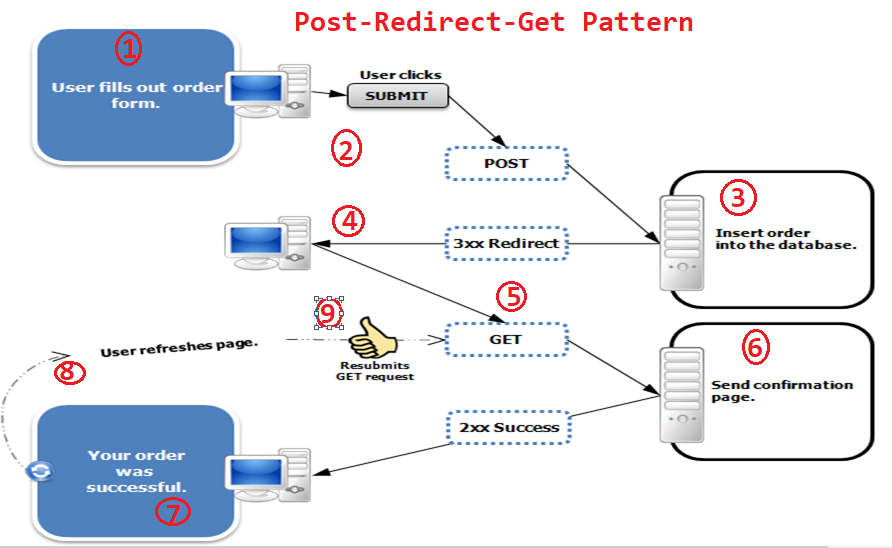 Post-Redirect-Get Pattern
1
User fills out order
form.
User clicks
SUBMIT
2
POST
3
Insert order
into the database.
4
3xx Redirect
5
9
GET
User refreshes page.
Resubmits
GET request
8
6
Send confirmation
page.
2xx Success
Your order
was
successful.
7